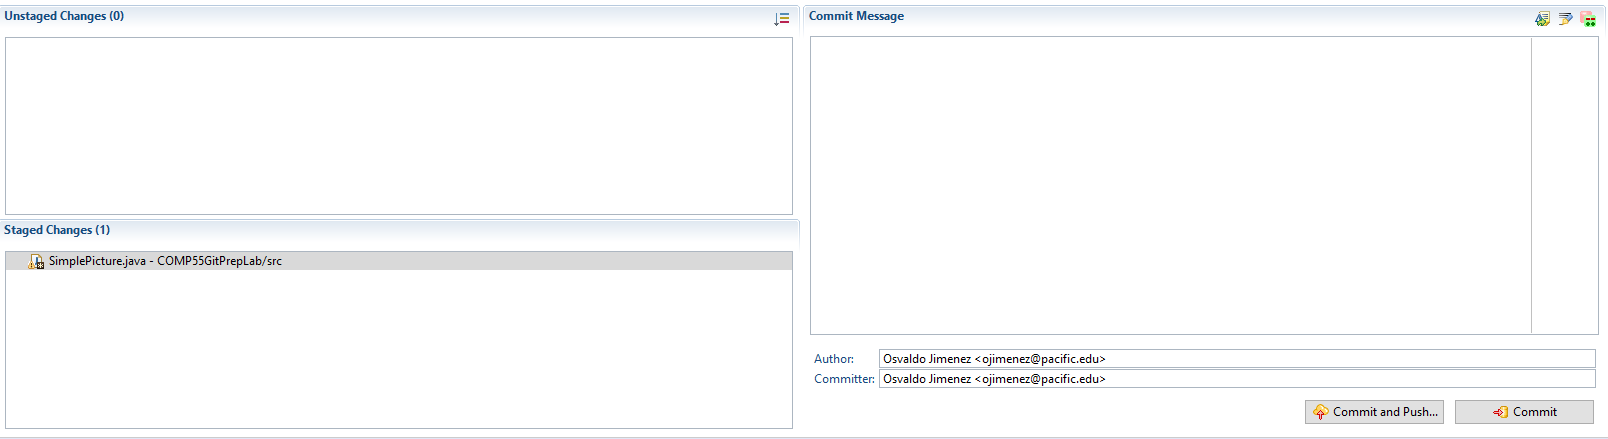 Unstaged Changes (0)
Commit Message
Staged Changes (1)
SimplePicture.java - COMP55GitPrepLab/src
Author:
Osvaldo Jimenez <ojimenez@pacific.edu>
Committer:
Osvaldo Jimenez <ojimenez@pacific.edu>
Commit and Push...
Commit